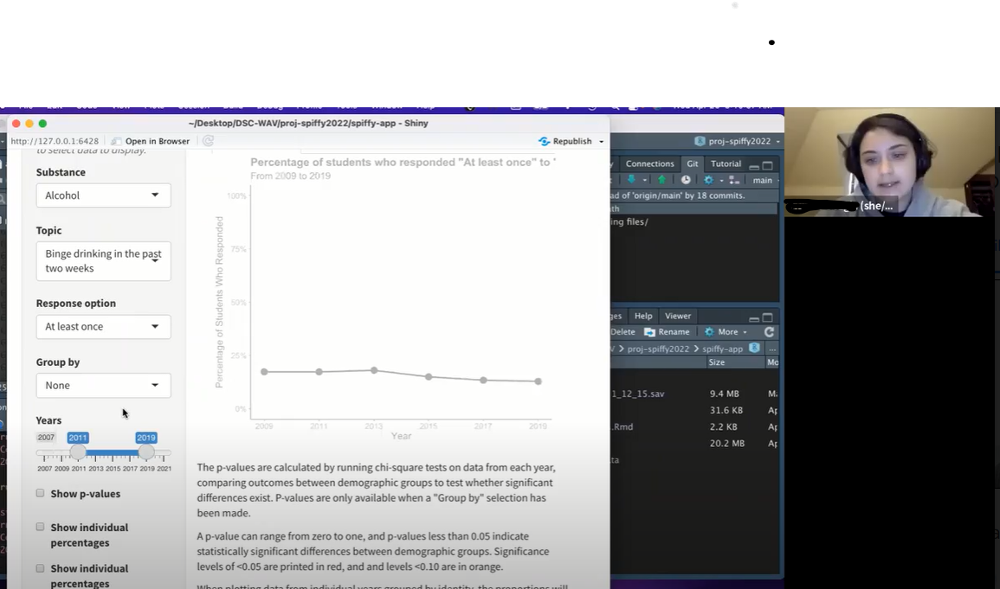 ~/Desktop/DSC-WAV/proj-spiffy2022/spiffy-app - Shiny
http://127.0.0.1:6428
Open in Browser
Republish
to select data to display.
Substance
Alcohol
Topic
Binge drinking in the past
two weeks
Response option
At least once
Group by
None
Years
2007
2011
2019
2007 2009 2011 2013 2015 2017 2019 2021
Show p-values
Show individual
percentages
Show individual
percentages
Percentage of students who responded "At least once" to '
From 2009 to 2019
Percentage of Students Who Responded
100%
75%
50%
25%
0%
2009 2011 2013 2015 2017 2019
Year
The p-values are calculated by running chi-square tests on data from each year,
comparing outcomes between demographic groups to test whether significant
differences exist. P-values are only available when a "Group by" selection has
been made.
A p-value can range from zero to one, and p-values less than 0.05 indicate
statistically significant differences between demographic groups. Significance
levels of <0.05 are printed in red, and and levels <0.10 are in orange.
When plotting data from individual years grouped by identity, the proportions will
proj-spiffy2022
Connections Git Tutorial
main
ad of 'origin/main' by 18 commits.
th
ing files/
ges Help Viewer
Delete Rename More
proj-spiffy2022 spiffy-app ...
Size Mo
1_12_15.sav 9.4 MB
31.6 KB
.Rmd 2.2 KB
20.2 MB
ta
(she/...